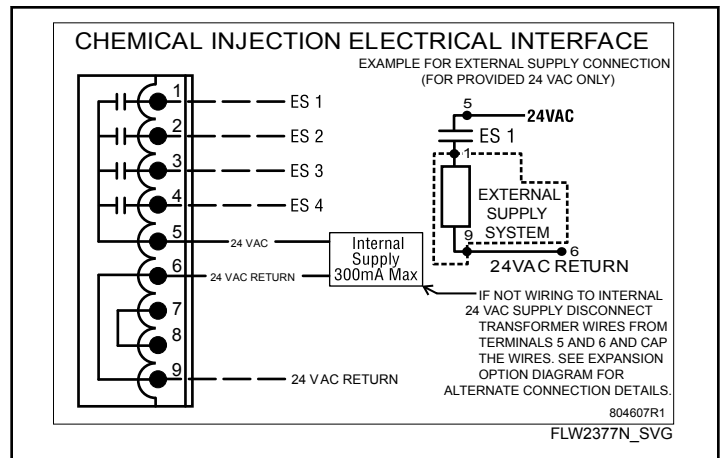 CHEMICAL INJECTION ELECTRICAL INTERFACE
EXAMPLE FOR EXTERNAL SUPPLY CONNECTION
(FOR PROVIDED 24 VAC ONLY)
1
ES 1
2
ES 2
3
ES 3
4
ES 4
5
24 VAC
6
24 VAC RETURN
7
8
9
24 VAC RETURN
Internal
Supply
300mA Max
5
24VAC
ES 1
1
EXTERNAL
SUPPLY
SYSTEM
9
6
24VAC RETURN
IF NOT WIRING TO INTERNAL
24 VAC SUPPLY DISCONNECT
TRANSFORMER WIRES FROM
TERMINALS 5 AND 6 AND CAP
THE WIRES. SEE EXPANSION
OPTION DIAGRAM FOR
ALTERNATE CONNECTION DETAILS.
804607R1
FLW2377N_SVG